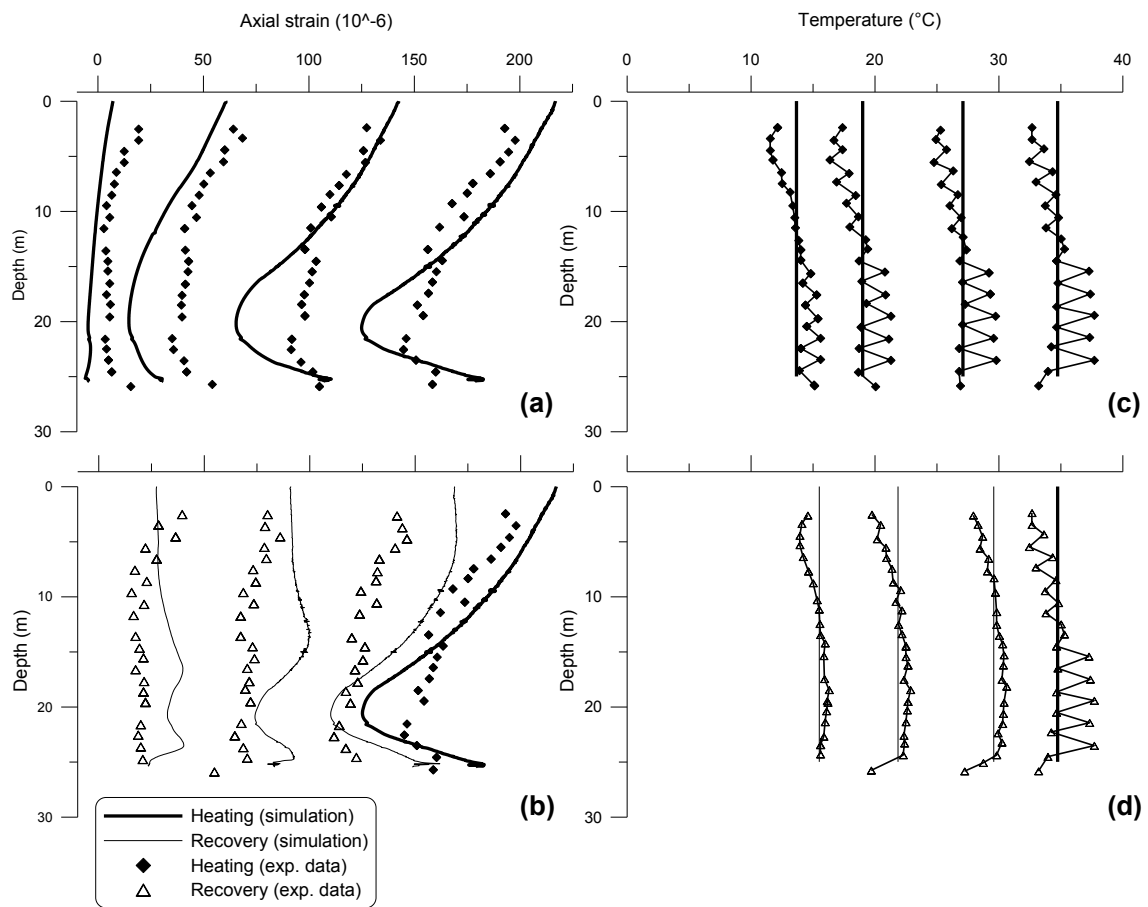 Axial strain (10^-6)
0 50 100 150 200
Depth (m)
0
10
20
30
(a)
Temperature (°C)
0 10 20 30 40
Depth (m)
0
10
20
30
(c)
Depth (m)
0
10
20
30
(b)
Heating (simulation)
Recovery (simulation)
Heating (exp. data)
Recovery (exp. data)
Depth (m)
0
10
20
30
(d)